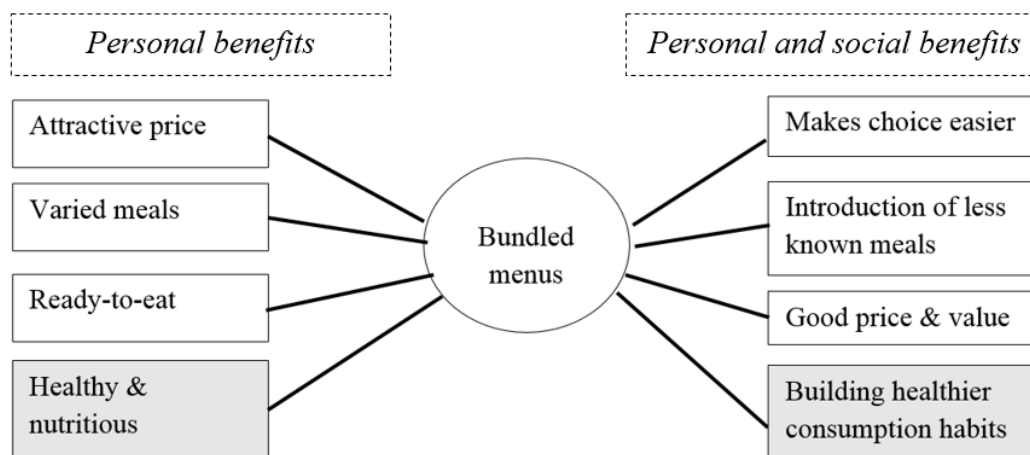 Personal benefits
Personal and social benefits
Attractive price
Varied meals
Ready-to-eat
Healthy &
nutritious
Bundled
menus
Makes choice easier
Introduction of less
known meals
Good price & value
Building healthier
consumption habits